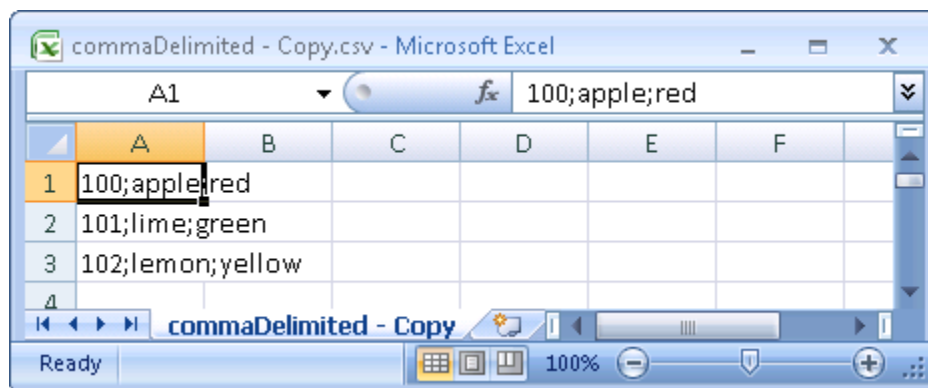 commaDelimited - Copy.csv - Microsoft Excel
A1 fx 100;apple;red
A B C D E F
1 100;apple;red
2 101;lime;green
3 102;lemon;yellow
4
commaDelimited - Copy
Ready 100%